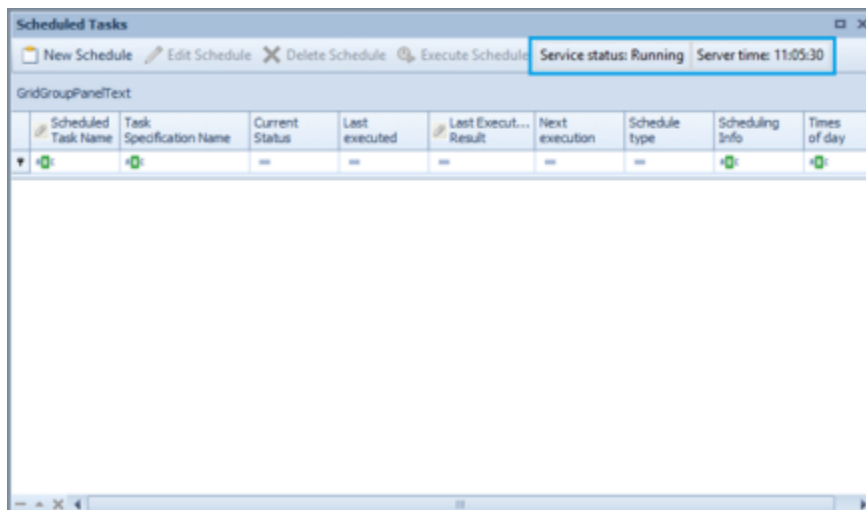 Scheduled Tasks
New Schedule Edit Schedule Delete Schedule Execute Schedule Service status: Running Server time: 11:05:30
GridGroupPanelText
Scheduled Task Name Task Specification Name Current Status Last executed Last Execut... Result Next execution Schedule type Scheduling Info Times of day